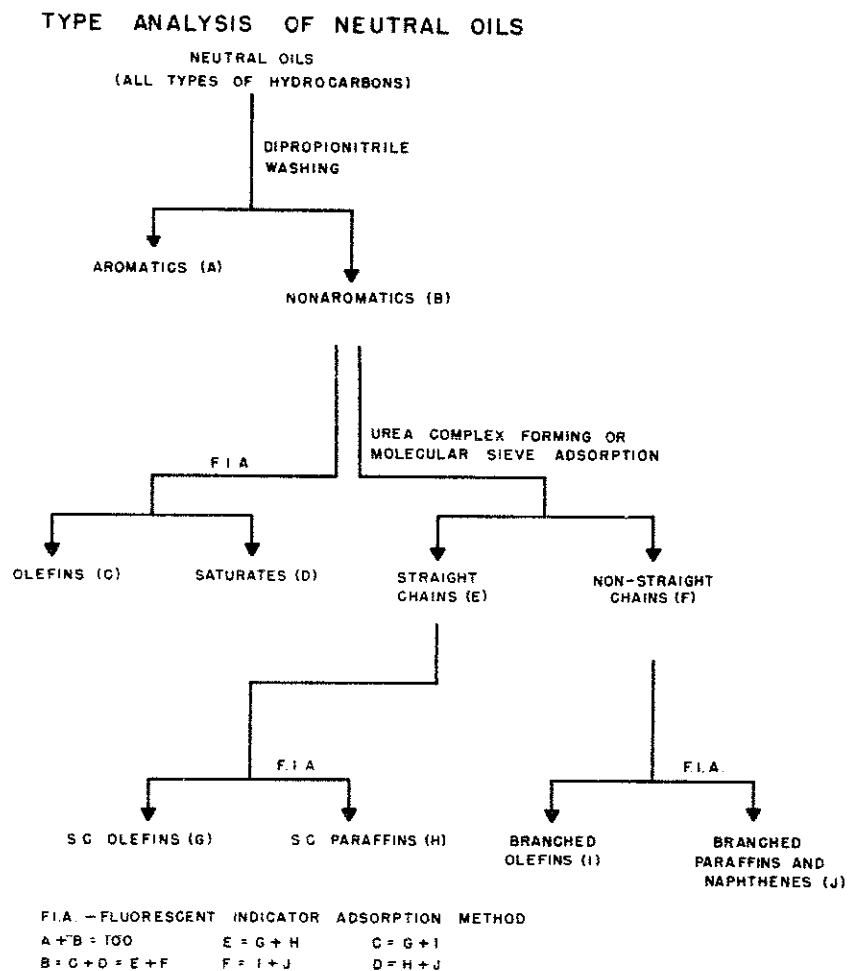 TYPE ANALYSIS OF NEUTRAL OILS
NEUTRAL OILS
(ALL TYPES OF HYDROCARBONS)
DIPROPIONITRILE
WASHING
AROMATICS (A)
NONAROMATICS (B)
UREA COMPLEX FORMING OR
MOLECULAR SIEVE ADSORPTION
F I A
OLEFINS (C)
SATURATES (D)
STRAIGHT
CHAINS (E)
NON-STRAIGHT
CHAINS (F)
F.I A
F.I.A.
S.C OLEFINS (G)
S.C PARAFFINS (H)
BRANCHED
OLEFINS (I)
BRANCHED
PARAFFINS AND
NAPHTHENES (J)
F.I.A. - FLUORESCENT INDICATOR ADSORPTION METHOD
A + B = 100 E = G + H C = G + I
B = C + D = E + F F = I + J D = H + J